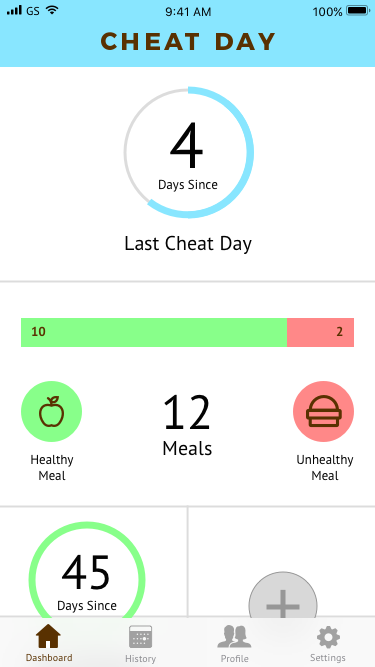 GS 9:41 AM 100%
CHEAT DAY
4
Days Since
Last Cheat Day
10 2
12
Meals
Healthy
Meal
Unhealthy
Meal
45
Days Since
Dashboard History Profile Settings